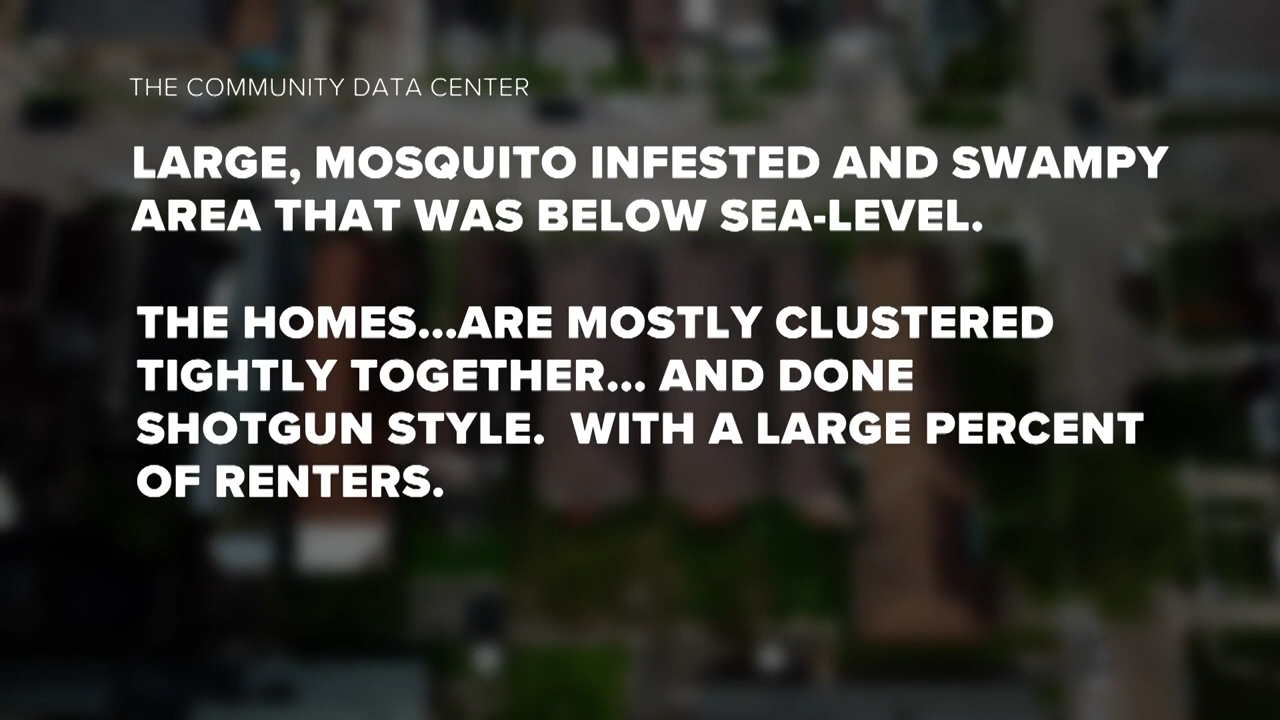 THE COMMUNITY DATA CENTER
LARGE, MOSQUITO INFESTED AND SWAMPY
AREA THAT WAS BELOW SEA-LEVEL.
THE HOMES...ARE MOSTLY CLUSTERED
TIGHTLY TOGETHER... AND DONE
SHOTGUN STYLE.  WITH A LARGE PERCENT
OF RENTERS.